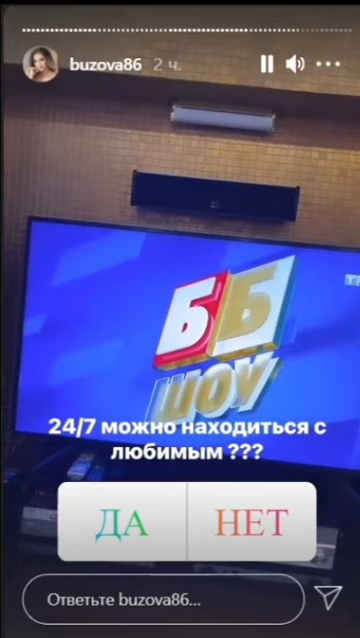 buzova86 2 ч.
ББ
ШОУ
24/7 можно находиться с
любимым ???
ДА НЕТ
Ответьте buzova86...